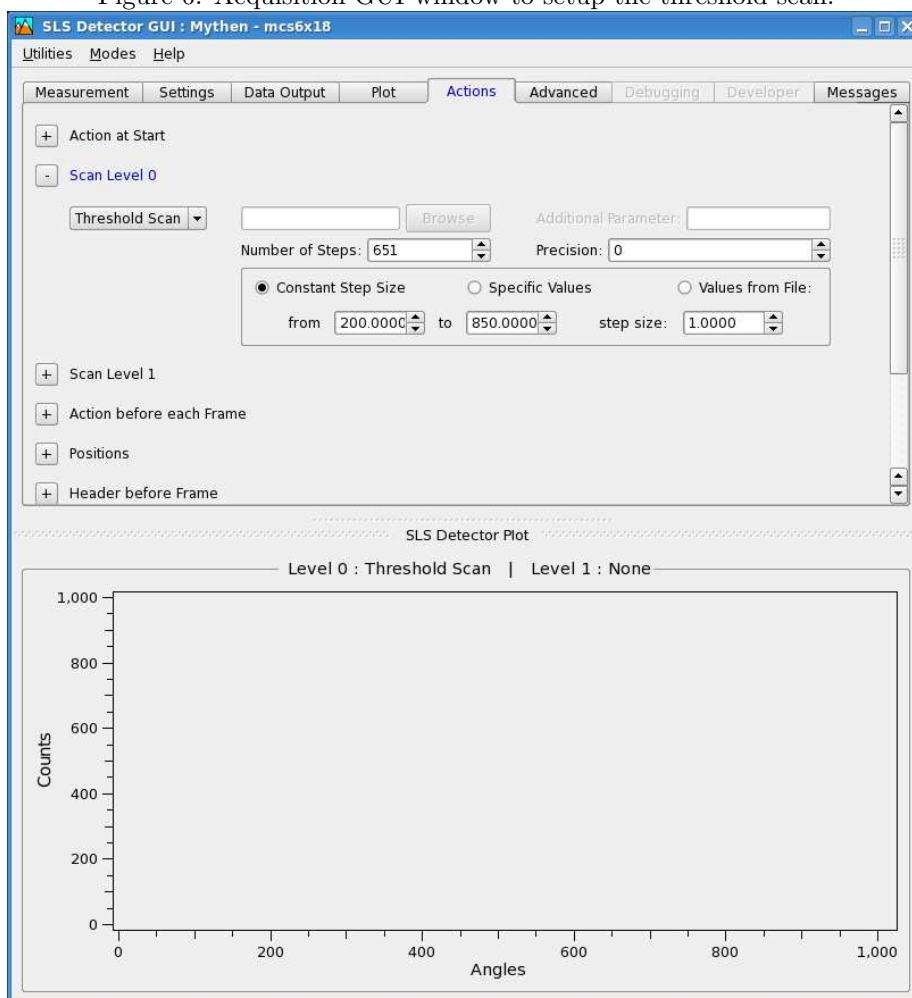 Figure 6: Acquisition GUI window to setup the threshold scan.
SLS Detector GUI : Mythen - mcs6x18
Utilities Modes Help
Measurement Settings Data Output Plot Actions Advanced Debugging Developer Messages
+ Action at Start
- Scan Level 0
Threshold Scan Browse Additional Parameter:
Number of Steps: 651 Precision: 0
Constant Step Size Specific Values Values from File:
from 200.0000 to 850.0000 step size: 1.0000
+ Scan Level 1
+ Action before each Frame
+ Positions
+ Header before Frame
SLS Detector Plot
Level 0 : Threshold Scan | Level 1 : None
1,000
800
600
400
200
0
Counts
0 200 400 600 800 1,000
Angles